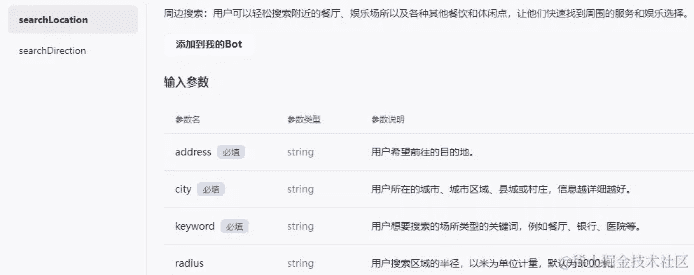 searchLocation
searchDirection
周边搜索：用户可以轻松搜索附近的餐厅、娱乐场所以及各种其他餐饮和休闲点，让他们快速找到周围的服务和娱乐选择。
添加到我的Bot
输入参数
参数名 参数类型 参数说明
address 必填 string 用户希望前往的目的地。
city 必填 string 用户所在的城市、城市区域、县城或村庄，信息越详细越好。
keyword 必填 string 用户想要搜索的场所类型的关键词，例如餐厅、银行、医院等。
radius string 用户搜索区域的半径，以米为单位计量，默认为3000米。
@稀土掘金技术社区